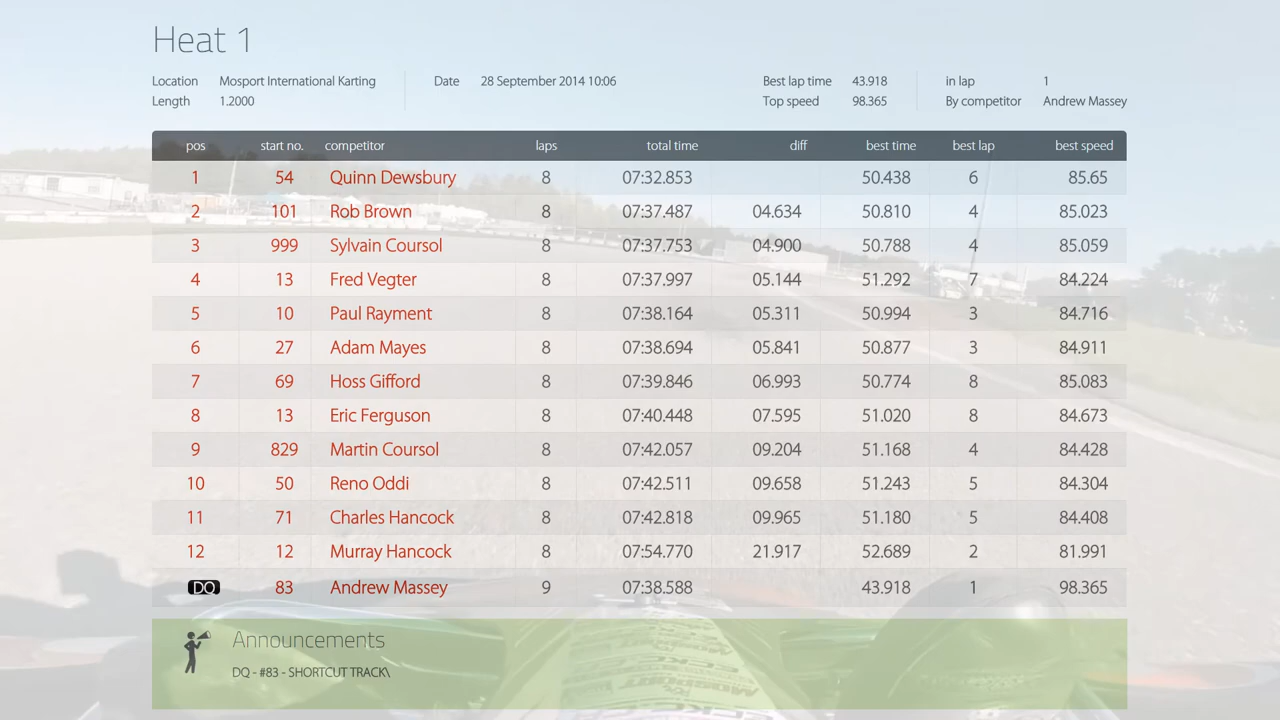 Heat 1
Location Mosport International Karting Date 28 September 2014 10:06 Best lap time 43.918 in lap 1
Length 1.2000 Top speed 98.365 By competitor Andrew Massey
pos start no. competitor laps total time diff best time best lap best speed
1 54 Quinn Dewsbury 8 07:32.853 50.438 6 85.65
2 101 Rob Brown 8 07:37.487 04.634 50.810 4 85.023
3 999 Sylvain Coursol 8 07:37.753 04.900 50.788 4 85.059
4 13 Fred Vegter 8 07:37.997 05.144 51.292 7 84.224
5 10 Paul Rayment 8 07:38.164 05.311 50.994 3 84.716
6 27 Adam Mayes 8 07:38.694 05.841 50.877 3 84.911
7 69 Hoss Gifford 8 07:39.846 06.993 50.774 8 85.083
8 13 Eric Ferguson 8 07:40.448 07.595 51.020 8 84.673
9 829 Martin Coursol 8 07:42.057 09.204 51.168 4 84.428
10 50 Reno Oddi 8 07:42.511 09.658 51.243 5 84.304
11 71 Charles Hancock 8 07:42.818 09.965 51.180 5 84.408
12 12 Murray Hancock 8 07:54.770 21.917 52.689 2 81.991
DQ 83 Andrew Massey 9 07:38.588 43.918 1 98.365
Announcements
DQ - #83 - SHORTCUT TRACK\